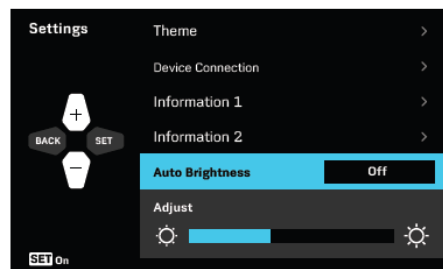 Settings
Theme
Device Connection
Information 1
Information 2
BACK
SET
Auto Brightness Off
Adjust
SET On